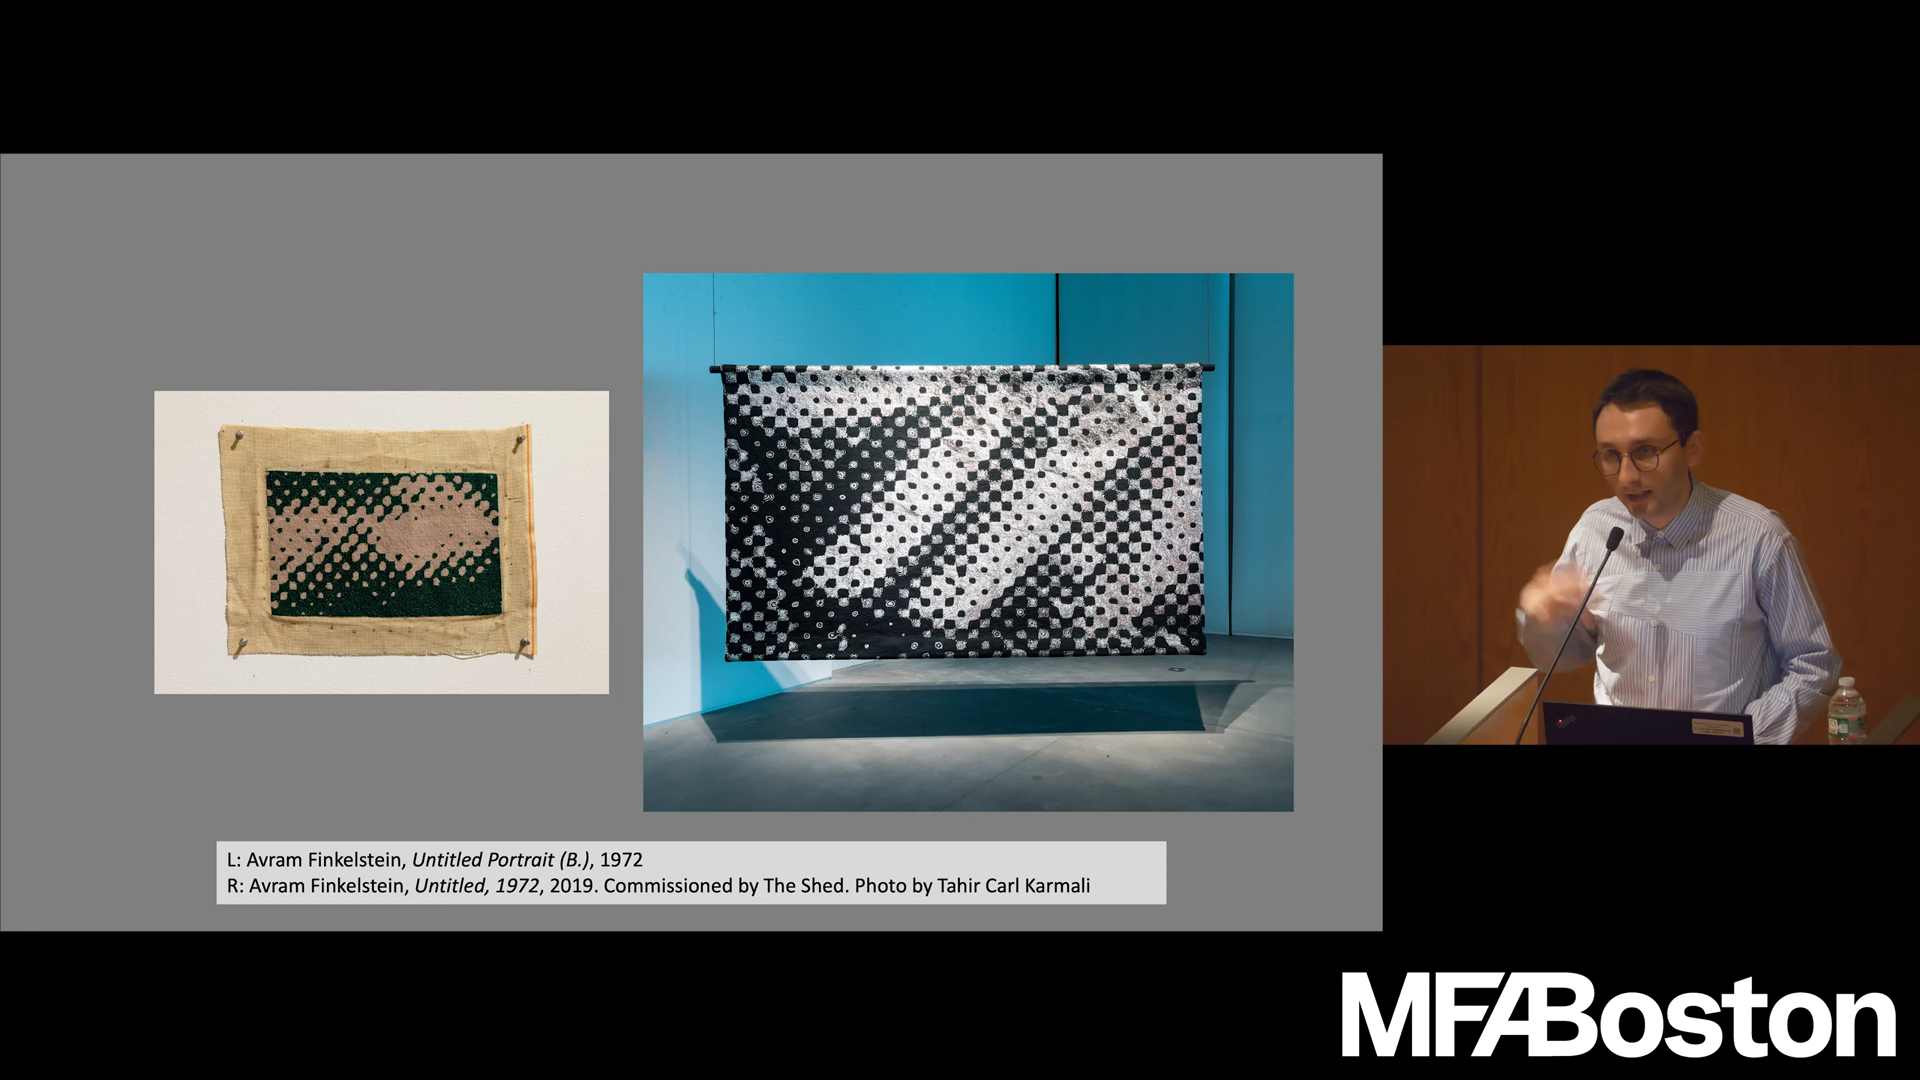 L: Avram Finkelstein, Untitled Portrait (B.), 1972
R: Avram Finkelstein, Untitled, 1972, 2019. Commissioned by The Shed. Photo by Tahir Carl Karmali
MFABoston